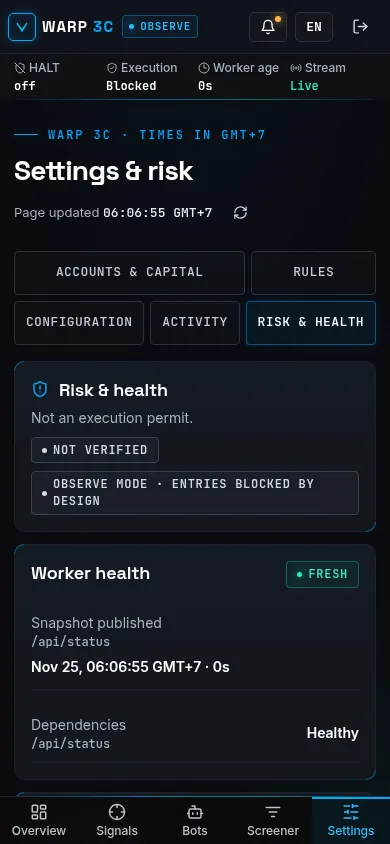 WARP 3C
OBSERVE
EN
HALT
off
Execution
Blocked
Worker age
0s
Stream
Live
WARP 3C · TIMES IN GMT+7
Settings & risk
Page updated 06:06:55 GMT+7
ACCOUNTS & CAPITAL
RULES
CONFIGURATION
ACTIVITY
RISK & HEALTH
Risk & health
Not an execution permit.
NOT VERIFIED
OBSERVE MODE · ENTRIES BLOCKED BY
DESIGN
Worker health
FRESH
Snapshot published
/api/status
Nov 25, 06:06:55 GMT+7 · 0s
Dependencies
/api/status
Healthy
Overview
Signals
Bots
Screener
Settings